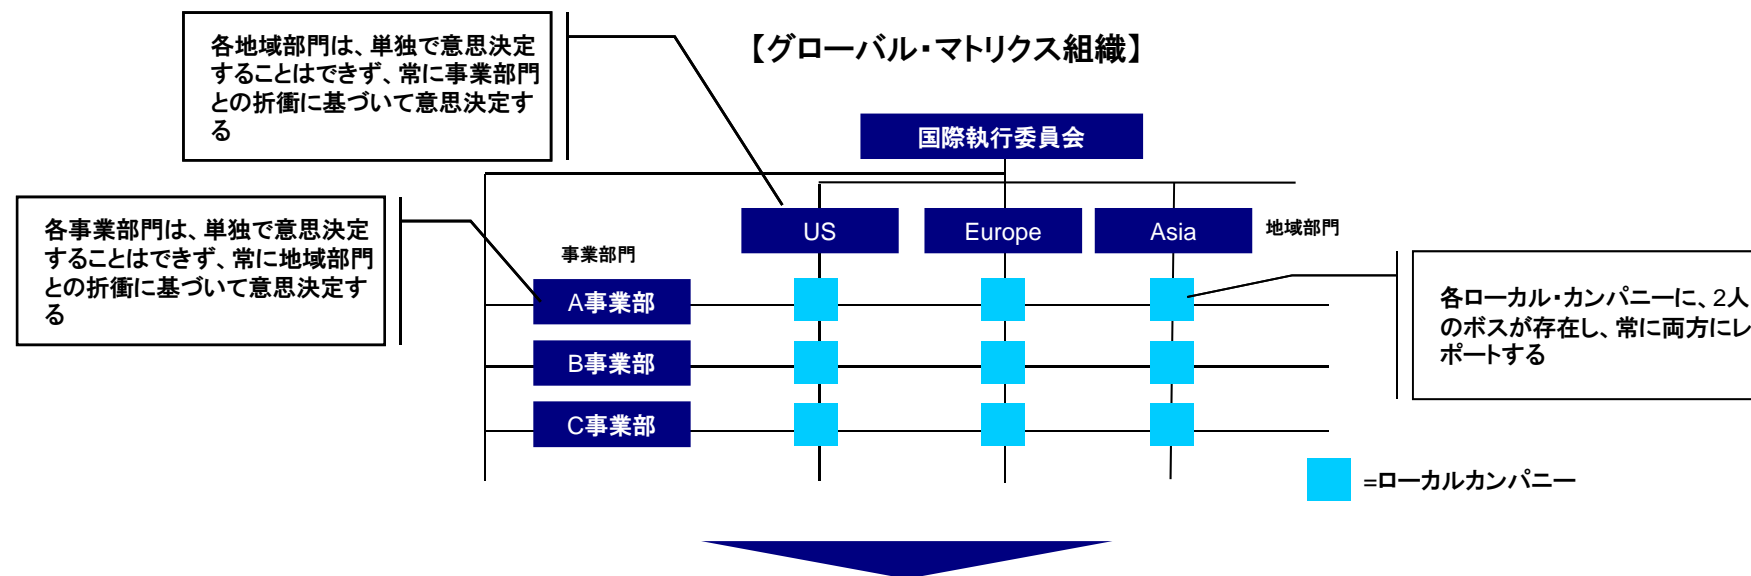 【グローバル・マトリクス組織】
各地域部門は、単独で意思決定
することはできず、常に事業部門
との折衝に基づいて意思決定す
る
国際執行委員会
各事業部門は、単独で意思決定
することはできず、常に地域部門
との折衝に基づいて意思決定す
る
US
Europe
Asia
地域部門
事業部門
A事業部
B事業部
C事業部
各ローカル・カンパニーに、2人
のボスが存在し、常に両方にレ
ポートする
=ローカルカンパニー